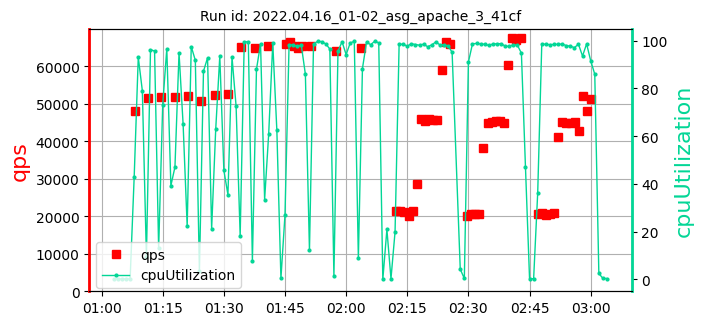 Run id: 2022.04.16_01-02_asg_apache_3_41cf
60000
50000
40000
30000
20000
10000
0
qps
100
80
60
40
20
0
cpuUtilization
qps
cpuUtilization
01:00 01:15 01:30 01:45 02:00 02:15 02:30 02:45 03:00